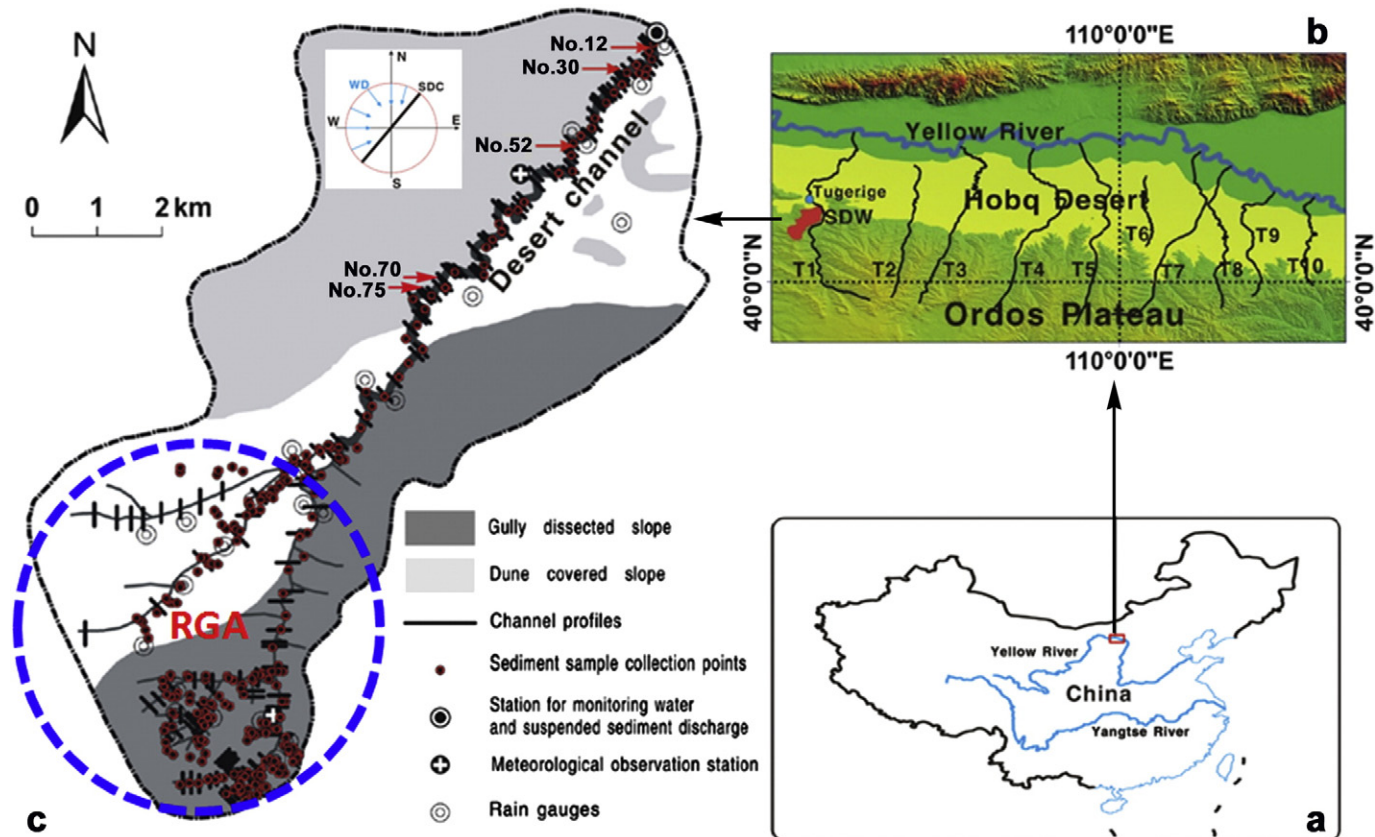 N
0 1 2 km
N
WD
SDC
W
E
S
No.12
No.30
No.52
No.70
No.75
Desert channel
RGA
Gully dissected slope
Dune covered slope
Channel profiles
Sediment sample collection points
Station for monitoring water
and suspended sediment discharge
Meteorological observation station
Rain gauges
c
110°0'0"E
b
Yellow River
Tugerige
SDW
Hobq Desert
T1
T2
T3
T4
T5
T6
T7
T8
T9
T10
Ordos Plateau
40°0'0"N
40°0'0"N
110°0'0"E
Yellow River
China
Yangtse River
a